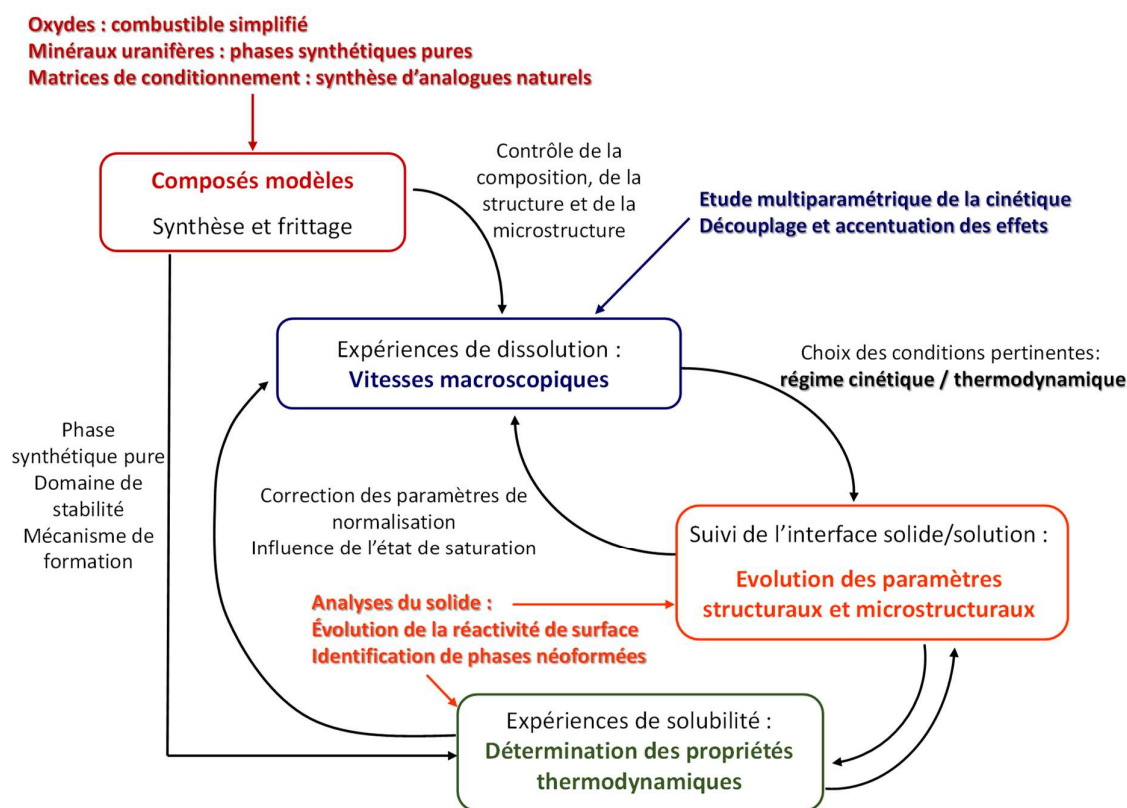 Oxydes : combustible simplifié
Minéraux uranifères : phases synthétiques pures
Matrices de conditionnement : synthèse d’analogues naturels
Composés modèles
Synthèse et frittage
Contrôle de la
composition, de la
structure et de la
microstructure
Etude multiparamétrique de la cinétique
Découplage et accentuation des effets
Expériences de dissolution :
Vitesses macroscopiques
Choix des conditions pertinentes:
régime cinétique / thermodynamique
Phase
synthétique pure
Domaine de
stabilité
Mécanisme de
formation
Correction des paramètres de
normalisation
Influence de l’état de saturation
Suivi de l’interface solide/solution :
Evolution des paramètres
structuraux et microstructuraux
Analyses du solide :
Évolution de la réactivité de surface
Identification de phases néoformées
Expériences de solubilité :
Détermination des propriétés
thermodynamiques